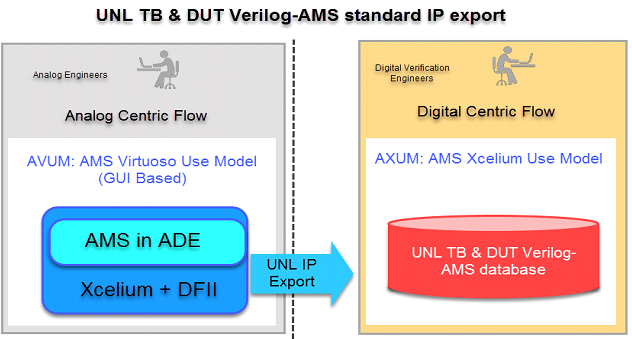 UNL TB & DUT Verilog-AMS standard IP export
Analog Engineers
Analog Centric Flow
AVUM: AMS Virtuoso Use Model
(GUI Based)
AMS in ADE
Xcelium + DFII
UNL IP
Export
Digital Verification
Engineers
Digital Centric Flow
AXUM: AMS Xcelium Use Model
UNL TB & DUT Verilog-
AMS database